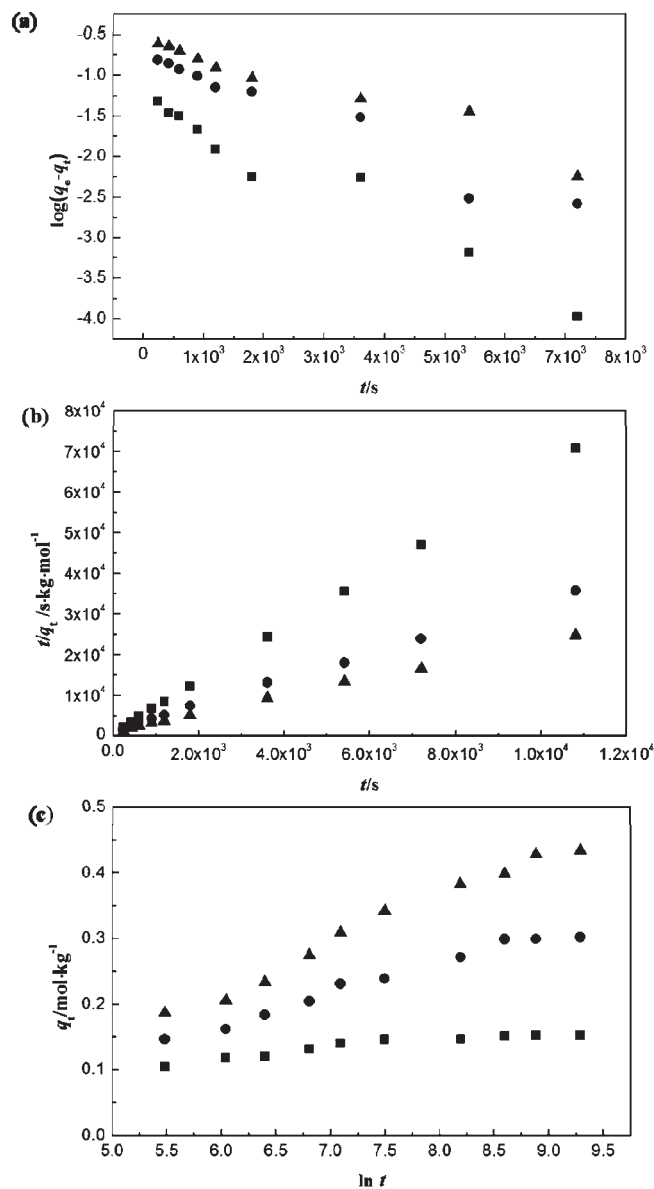 (a)
-0.5
-1.0
-1.5
-2.0
-2.5
-3.0
-3.5
-4.0
log(qₑ-qₜ)
0 1x10³ 2x10³ 3x10³ 4x10³ 5x10³ 6x10³ 7x10³ 8x10³
t/s
(b)
8x10⁴
7x10⁴
6x10⁴
5x10⁴
4x10⁴
3x10⁴
2x10⁴
1x10⁴
0
t/qₜ /s·kg·mol⁻¹
0.0 2.0x10³ 4.0x10³ 6.0x10³ 8.0x10³ 1.0x10⁴ 1.2x10⁴
t/s
(c)
0.5
0.4
0.3
0.2
0.1
0.0
qₜ/mol·kg⁻¹
5.0 5.5 6.0 6.5 7.0 7.5 8.0 8.5 9.0 9.5
ln t